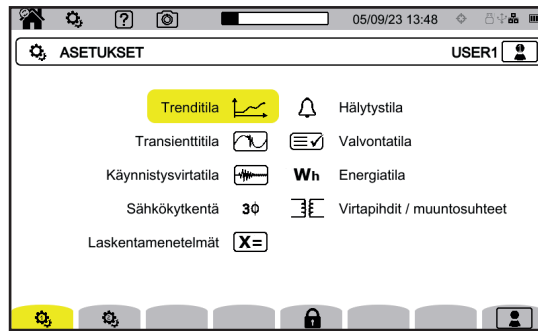 05/09/23 13:48
ASETUKSET USER1
Trenditila Hälytystila
Transienttitila Valvontatila
Käynnistysvirtatila Wh Energiatila
Sähkökytkentä 3Φ Virtapihdit / muuntosuhteet
Laskentamenetelmät X=